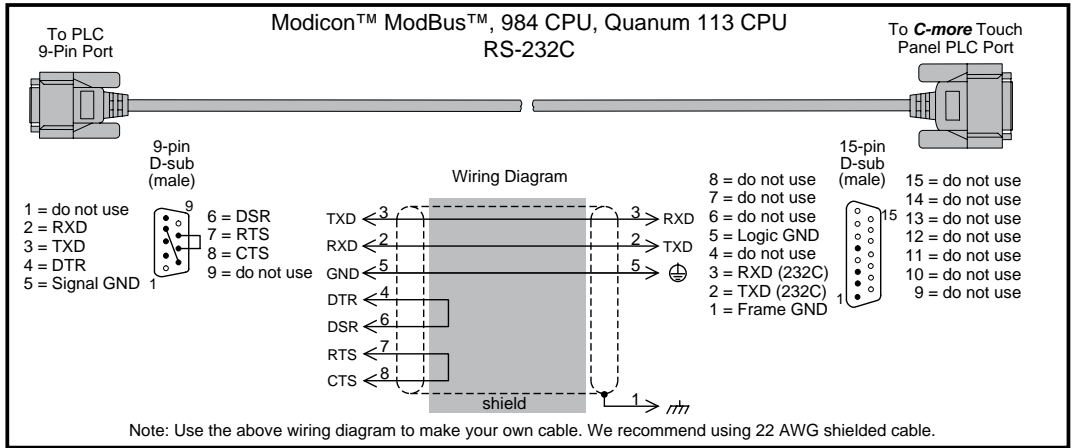 Modicon™ ModBus™, 984 CPU, Quanum 113 CPU
RS-232C
To PLC
9-Pin Port
To C-more Touch
Panel PLC Port
9-pin
D-sub
(male)
1 = do not use
2 = RXD
3 = TXD
4 = DTR
5 = Signal GND
9
1
6 = DSR
7 = RTS
8 = CTS
9 = do not use
Wiring Diagram
TXD 3 3 RXD
RXD 2 2 TXD
GND 5 5
DTR 4
DSR 6
RTS 7
CTS 8
shield
1
8 = do not use
7 = do not use
6 = do not use
5 = Logic GND
4 = do not use
3 = RXD (232C)
2 = TXD (232C)
1 = Frame GND
15-pin
D-sub
(male)
15
1
15 = do not use
14 = do not use
13 = do not use
12 = do not use
11 = do not use
10 = do not use
9 = do not use
Note: Use the above wiring diagram to make your own cable. We recommend using 22 AWG shielded cable.